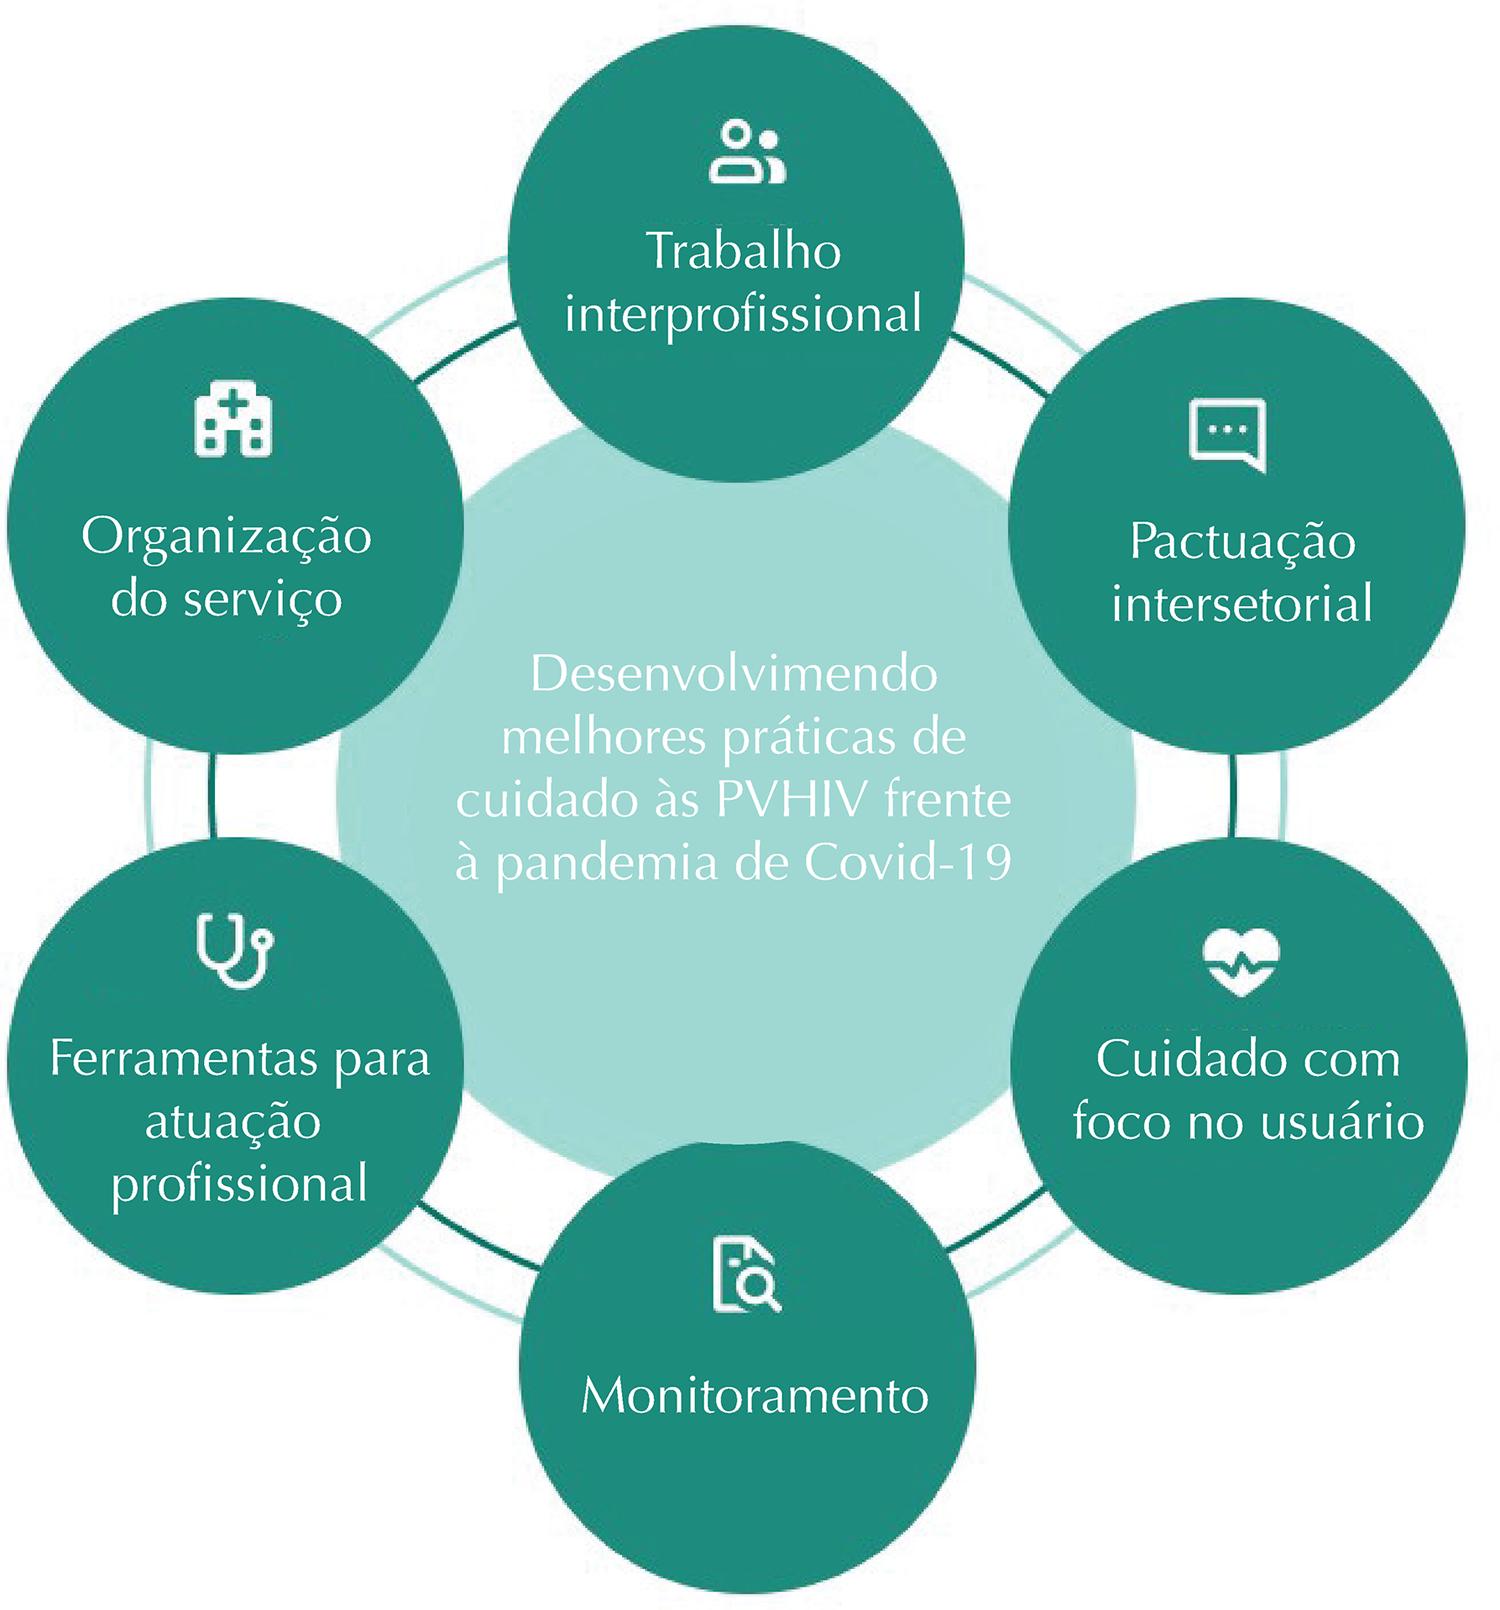 Trabalho
interprofissional
Pactuação
intersetorial
Cuidado com
foco no usuário
Monitoramento
Ferramentas para
atuação
profissional
Organização
do serviço
Desenvolvimendo
melhores práticas de
cuidado às PVHIV frente
à pandemia de Covid-19